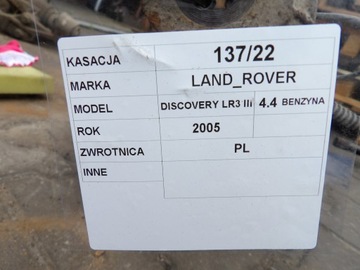 KASACJA 137/22
MARKA LAND_ROVER
MODEL DISCOVERY LR3 III 4.4 BENZYNA
ROK 2005
ZWROTNICA PL
INNE